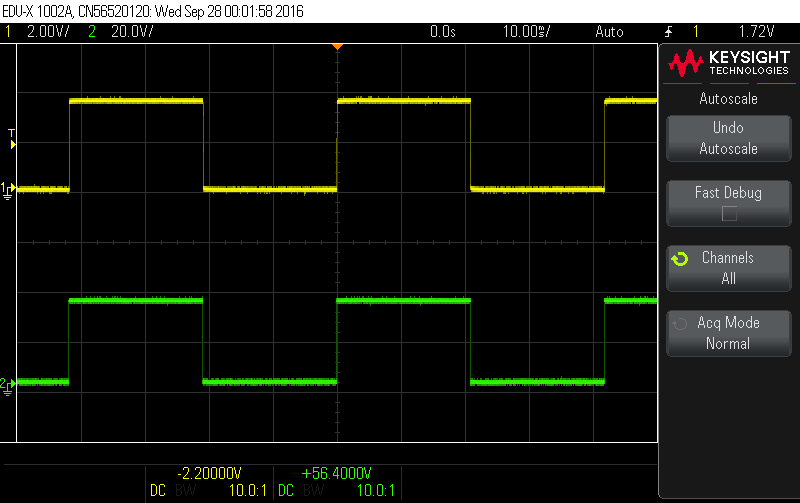 EDU-X 1002A, CN56520120: Wed Sep 28 00:01:58 2016
1 2.00V/ 2 20.0V/ 0.0s 10.00ms/ Auto 1 1.72V
KEYSIGHT
TECHNOLOGIES
Autoscale
Undo
Autoscale
T
1
Fast Debug
Channels
All
Acq Mode
Normal
2
-2.20000V +56.4000V
DC BW 10.0:1 DC BW 10.0:1